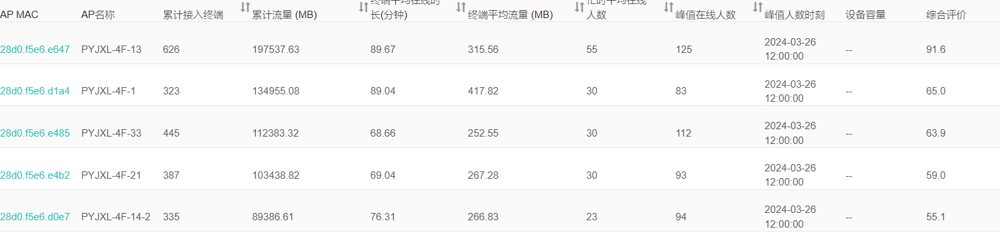 终端平均在线时
忙时平均在线
AP MAC AP名称 累计接入终端 累计流量 (MB) 长(分钟) 终端平均流量 (MB) 人数 峰值在线人数 峰值人数时刻 设备容量 综合评价
28d0.f5e6.e647 PYJXL-4F-13 626 197537.63 89.67 315.56 55 125 2024-03-26 12:00:00 -- 91.6
28d0.f5e6.d1a4 PYJXL-4F-1 323 134955.08 89.04 417.82 30 83 2024-03-26 12:00:00 -- 65.0
28d0.f5e6.e485 PYJXL-4F-33 445 112383.32 68.66 252.55 30 112 2024-03-26 12:00:00 -- 63.9
28d0.f5e6.e4b2 PYJXL-4F-21 387 103438.82 69.04 267.28 30 93 2024-03-26 12:00:00 -- 59.0
28d0.f5e6.d0e7 PYJXL-4F-14-2 335 89386.61 76.31 266.83 23 94 2024-03-26 12:00:00 -- 55.1